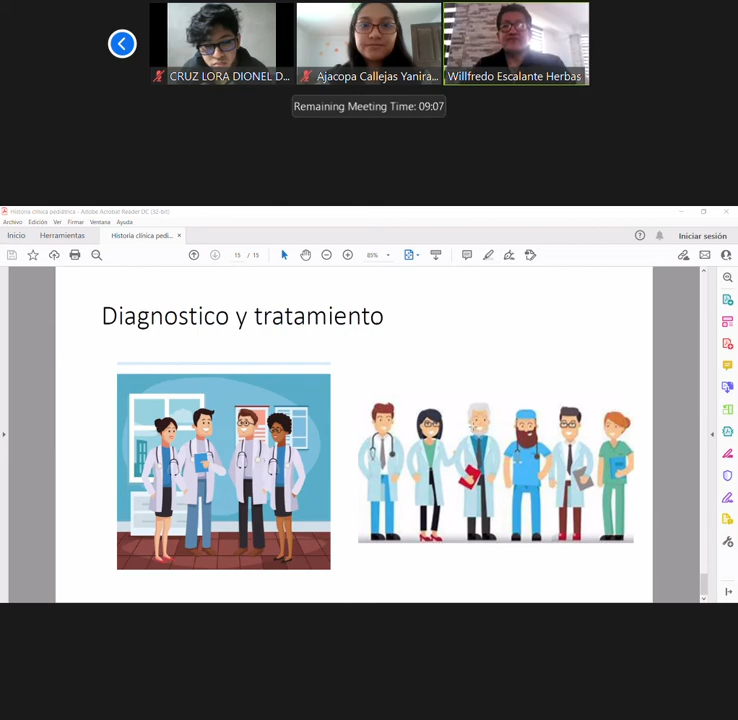 CRUZ LORA DIONEL D...
Ajacopa Callejas Yanira...
Willfredo Escalante Herbas
Remaining Meeting Time: 09:07
Historia clínica pediátrica - Adobe Acrobat Reader DC (32-bit)
Archivo Edición Ver Firmar Ventana Ayuda
Inicio Herramientas Historia clínica pedi... × Iniciar sesión
15 / 15 85%
Diagnostico y tratamiento